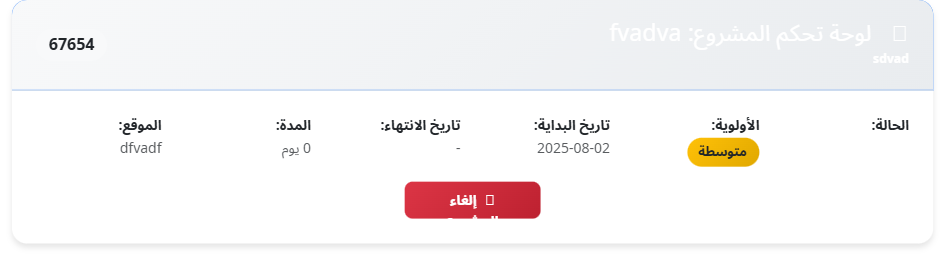 لوحة تحكم المشروع: fvadva
sdvad
67654
الحالة:
الأولوية:
متوسطة
تاريخ البداية:
2025-08-02
تاريخ الانتهاء:
-
المدة:
0 يوم
الموقع:
dfvadf
إلغاء